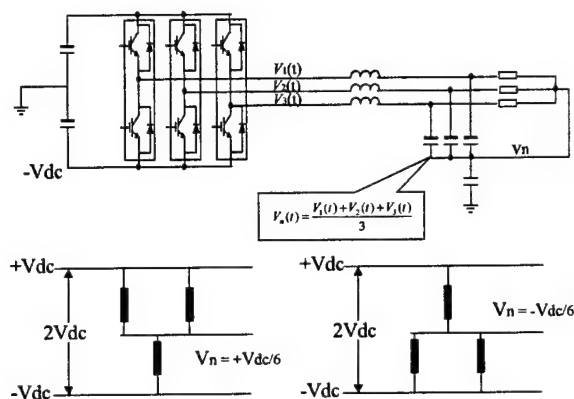 V₁(t)
V₂(t)
V₃(t)
-Vdc
Vn
Vₙ(t) = (V₁(t)+V₂(t)+V₃(t))/3
+Vdc
2Vdc
Vn = +Vdc/6
-Vdc
+Vdc
2Vdc
Vn = -Vdc/6
-Vdc